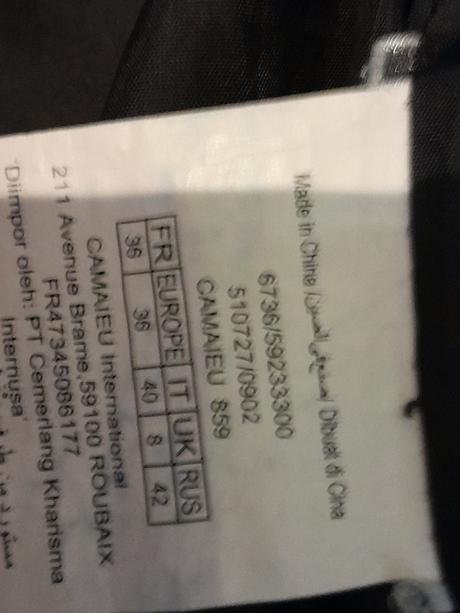 Made in China / صنع في الصين / Dibuat di Cina
6736/59233300
510727/0902
CAMAIEU 859
FR EUROPE IT UK RUS
36 36 40 8 42
CAMAIEU International
211 Avenue Brame,59100 ROUBAIX
FR47345086177
"Diimpor oleh: PT Cemerlang Kharisma
Internusa"